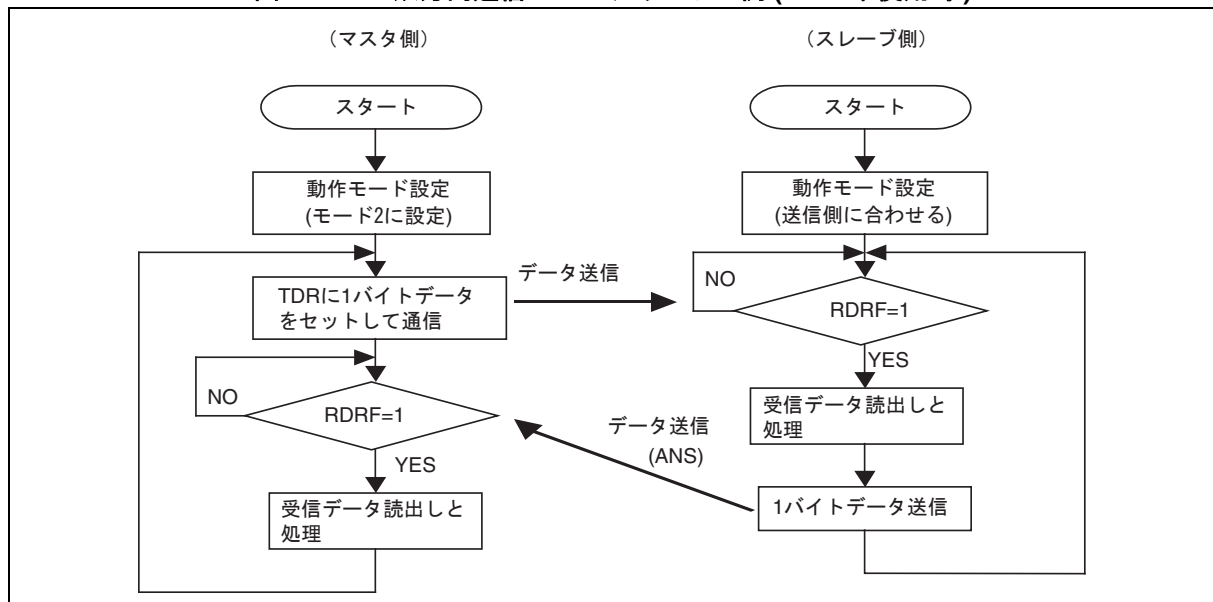 （マスタ側）
スタート
動作モード設定
(モード2に設定)
TDRに1バイトデータ
をセットして通信
データ送信
NO
RDRF=1
YES
受信データ読出しと
処理
（スレーブ側）
スタート
動作モード設定
(送信側に合わせる)
NO
RDRF=1
YES
受信データ読出しと
処理
データ送信
(ANS)
1バイトデータ送信